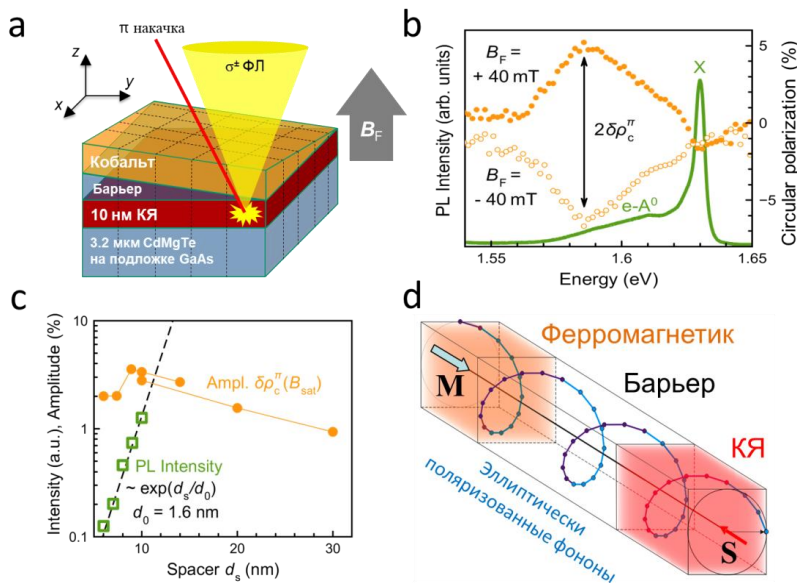 a
π накачка
σ± ФЛ
z
y
x
B_F
Кобальт
Барьер
10 нм КЯ
3.2 мкм CdMgTe
на подложке GaAs
b
PL Intensity (arb. units)
B_F =
+ 40 mT
B_F =
- 40 mT
2δρ_c^π
X
e-A⁰
5
0
-5
Circular polarization (%)
1.55
1.6
1.65
Energy (eV)
c
Intensity (a.u.), Amplitude (%)
10
1
0.1
Ampl. δρ_c^π(B_sat)
PL Intensity
~ exp(d_s/d_0)
d_0 = 1.6 nm
10
20
30
Spacer d_s (nm)
d
Ферромагнетик
Барьер
КЯ
M
S
Эллиптически
поляризованные фононы